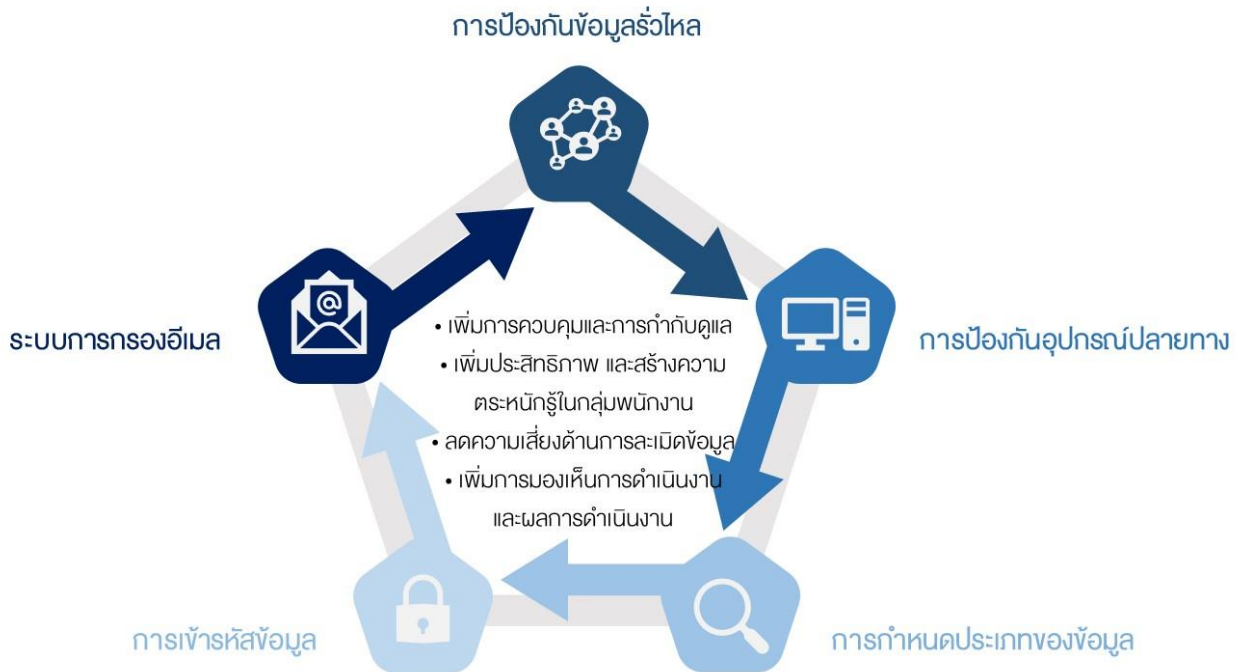 การป้องกันข้อมูลรั่วไหล
ระบบการกรองอีเมล
การป้องกันอุปกรณ์ปลายทาง
• เพิ่มการควบคุมและการกำกับดูแล
• เพิ่มประสิทธิภาพ และสร้างความ
ตระหนักรู้ในกลุ่มพนักงาน
• ลดความเสี่ยงด้านการละเมิดข้อมูล
• เพิ่มการมองเห็นการดำเนินงาน
และผลการดำเนินงาน
การเข้ารหัสข้อมูล
การกำหนดประเภทของข้อมูล